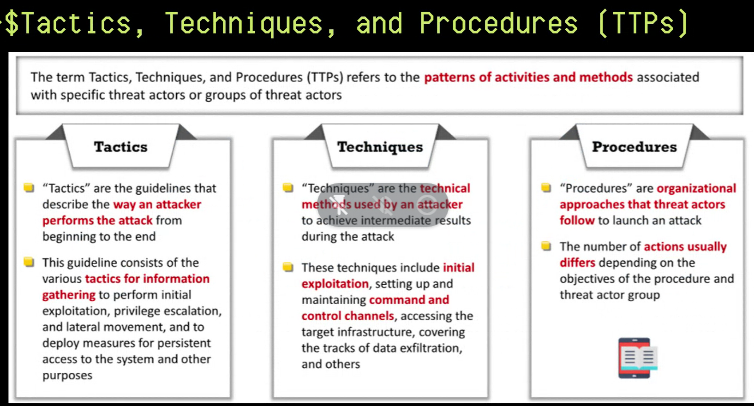 $Tactics, Techniques, and Procedures (TTPs)
The term Tactics, Techniques, and Procedures (TTPs) refers to the patterns of activities and methods associated
with specific threat actors or groups of threat actors
Tactics
“Tactics” are the guidelines that
describe the way an attacker
performs the attack from
beginning to the end
This guideline consists of the
various tactics for information
gathering to perform initial
exploitation, privilege escalation,
and lateral movement, and to
deploy measures for persistent
access to the system and other
purposes
Techniques
“Techniques” are the technical
methods used by an attacker
to achieve intermediate results
during the attack
These techniques include initial
exploitation, setting up and
maintaining command and
control channels, accessing the
target infrastructure, covering
the tracks of data exfiltration,
and others
Procedures
“Procedures” are organizational
approaches that threat actors
follow to launch an attack
The number of actions usually
differs depending on the
objectives of the procedure and
threat actor group